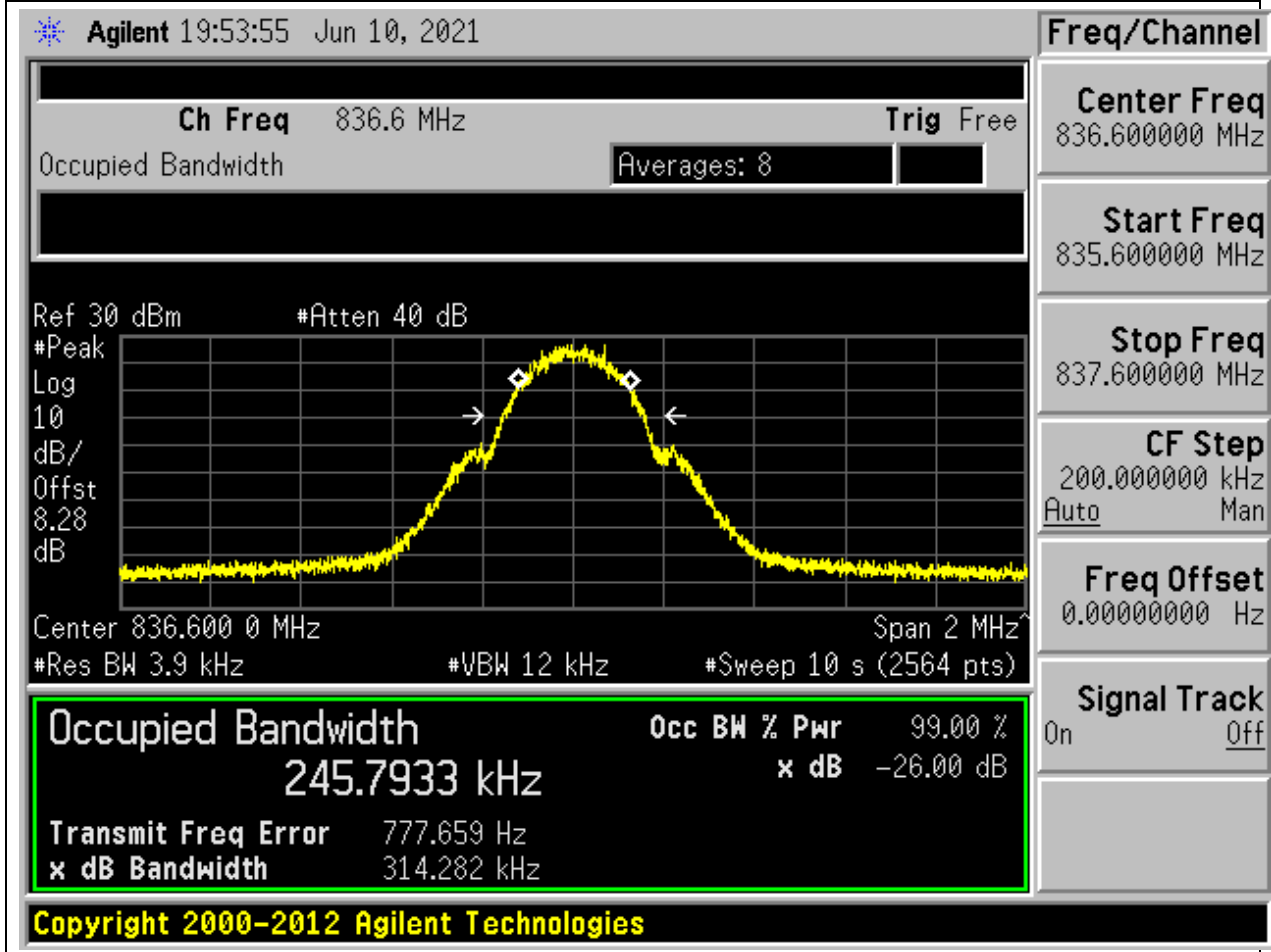 Agilent 19:53:55 Jun 10, 2021
Freq/Channel
Ch Freq 836.6 MHz Trig Free
Occupied Bandwidth Averages: 8
Ref 30 dBm #Atten 40 dB
#Peak
Log
10
dB/
Offst
8.28
dB
Center 836.600 0 MHz Span 2 MHz^
#Res BW 3.9 kHz #VBW 12 kHz #Sweep 10 s (2564 pts)
Occupied Bandwidth Occ BW % Pwr 99.00 %
245.7933 kHz x dB -26.00 dB
Transmit Freq Error 777.659 Hz
x dB Bandwidth 314.282 kHz
Center Freq
836.600000 MHz
Start Freq
835.600000 MHz
Stop Freq
837.600000 MHz
CF Step
200.000000 kHz
Auto Man
Freq Offset
0.00000000 Hz
Signal Track
On Off
Copyright 2000-2012 Agilent Technologies